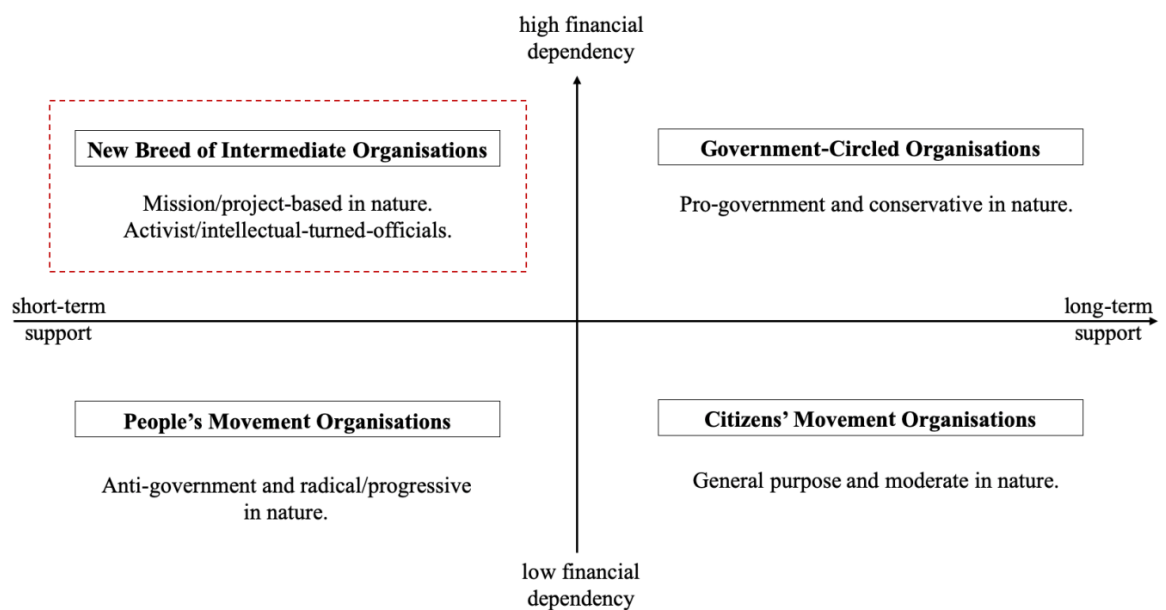 high financial
dependency
New Breed of Intermediate Organisations
Mission/project-based in nature.
Activist/intellectual-turned-officials.
Government-Circled Organisations
Pro-government and conservative in nature.
short-term
support
long-term
support
People’s Movement Organisations
Anti-government and radical/progressive
in nature.
Citizens’ Movement Organisations
General purpose and moderate in nature.
low financial
dependency